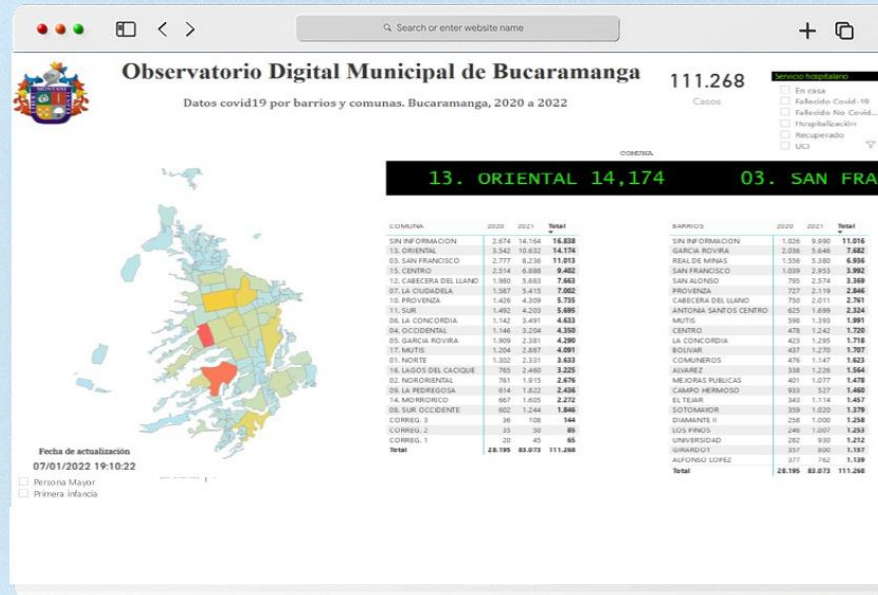 Search or enter website name
Observatorio Digital Municipal de Bucaramanga
Datos covid19 por barrios y comunas. Bucaramanga, 2020 a 2022
111.268
Casos
Servicio hospitalario
En casa
Fallecido Covid-19
Fallecido No Covid...
Hospitalización
Recuperado
UCI
COMUNA
13. ORIENTAL 14,174 03. SAN FRA
COMUNA 2020 2021 Total
SIN INFORMACION 2.674 14.164 16.838
13. ORIENTAL 3.542 10.632 14.174
03. SAN FRANCISCO 2.777 8.236 11.013
15. CENTRO 2.514 6.888 9.402
12. CABECERA DEL LLANO 1.980 5.683 7.663
07. LA CIUDADELA 1.587 5.415 7.002
10. PROVENZA 1.426 4.309 5.735
11. SUR 1.492 4.203 5.695
06. LA CONCORDIA 1.142 3.491 4.633
04. OCCIDENTAL 1.146 3.204 4.350
05. GARCIA ROVIRA 1.909 2.381 4.290
17. MUTIS 1.204 2.887 4.091
01. NORTE 1.302 2.331 3.633
16. LAGOS DEL CACIQUE 765 2.460 3.225
02. NORORIENTAL 761 1.915 2.676
09. LA PEDREGOSA 614 1.822 2.436
14. MORRORICO 667 1.605 2.272
08. SUR OCCIDENTE 602 1.244 1.846
CORREG. 3 36 108 144
CORREG. 2 35 50 85
CORREG. 1 20 45 65
Total 28.195 83.073 111.268
BARRIOS 2020 2021 Total
SIN INFORMACION 1.026 9.990 11.016
GARCIA ROVIRA 2.036 5.646 7.682
REAL DE MINAS 1.556 5.380 6.936
SAN FRANCISCO 1.039 2.953 3.992
SAN ALONSO 795 2.574 3.369
PROVENZA 727 2.119 2.846
CABECERA DEL LLANO 750 2.011 2.761
ANTONIA SANTOS CENTRO 625 1.699 2.324
MUTIS 598 1.393 1.991
CENTRO 478 1.242 1.720
LA CONCORDIA 423 1.295 1.718
BOLIVAR 437 1.270 1.707
COMUNEROS 476 1.147 1.623
ALVAREZ 338 1.226 1.564
MEJORAS PUBLICAS 401 1.077 1.478
CAMPO HERMOSO 933 527 1.460
EL TEJAR 343 1.114 1.457
SOTOMAYOR 359 1.020 1.379
DIAMANTE II 258 1.000 1.258
LOS PINOS 246 1.007 1.253
UNIVERSIDAD 282 930 1.212
GIRARDOT 357 800 1.157
ALFONSO LOPEZ 377 762 1.139
Total 28.195 83.073 111.268
Fecha de actualización
07/01/2022 19:10:22
Persona Mayor
Primera infancia